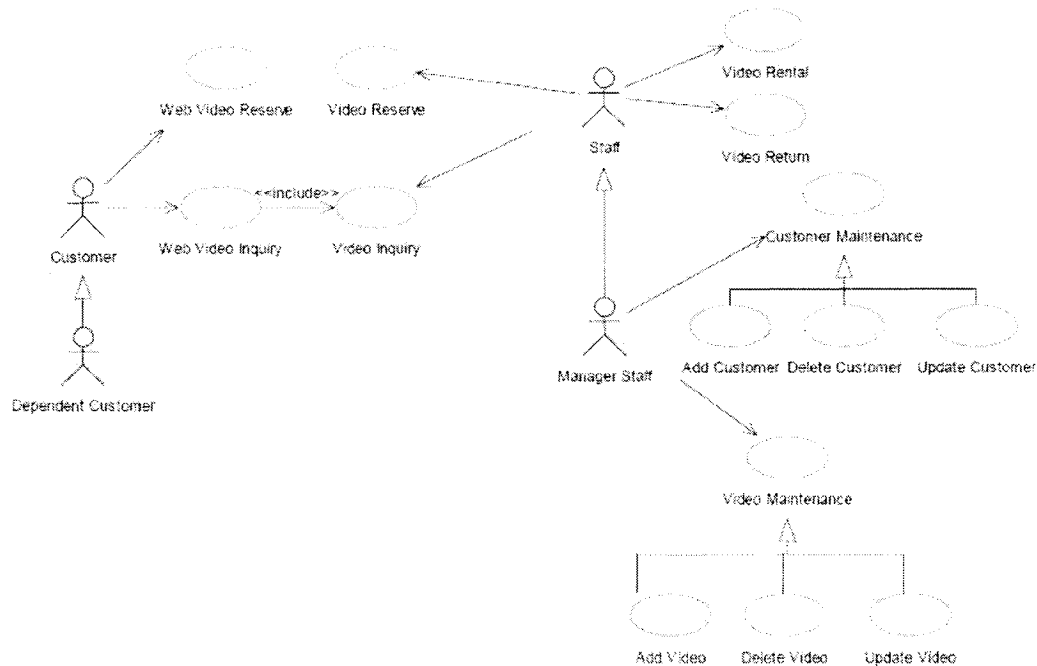 Video Rental
Web Video Reserve
Video Reserve
Staff
Video Return
<<include>>
Customer
Web Video Inquiry
Video Inquiry
Customer Maintenance
Manager Staff
Add Customer
Delete Customer
Update Customer
Dependent Customer
Video Maintenance
Add Video
Delete Video
Update Video